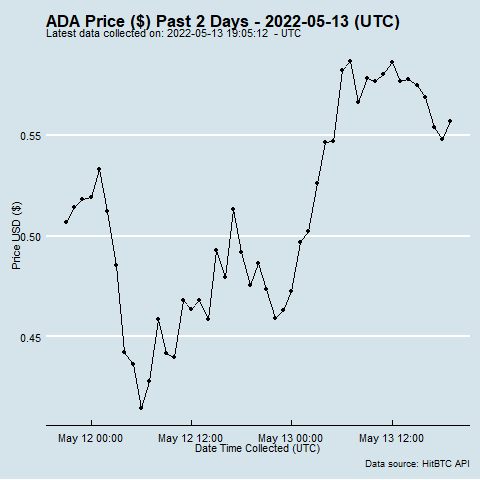 ADA Price ($) Past 2 Days - 2022-05-13 (UTC)
Latest data collected on: 2022-05-13 19:05:12 - UTC
0.55
0.50
0.45
Price USD ($)
May 12 00:00
May 12 12:00
May 13 00:00
May 13 12:00
Date Time Collected (UTC)
Data source: HitBTC API